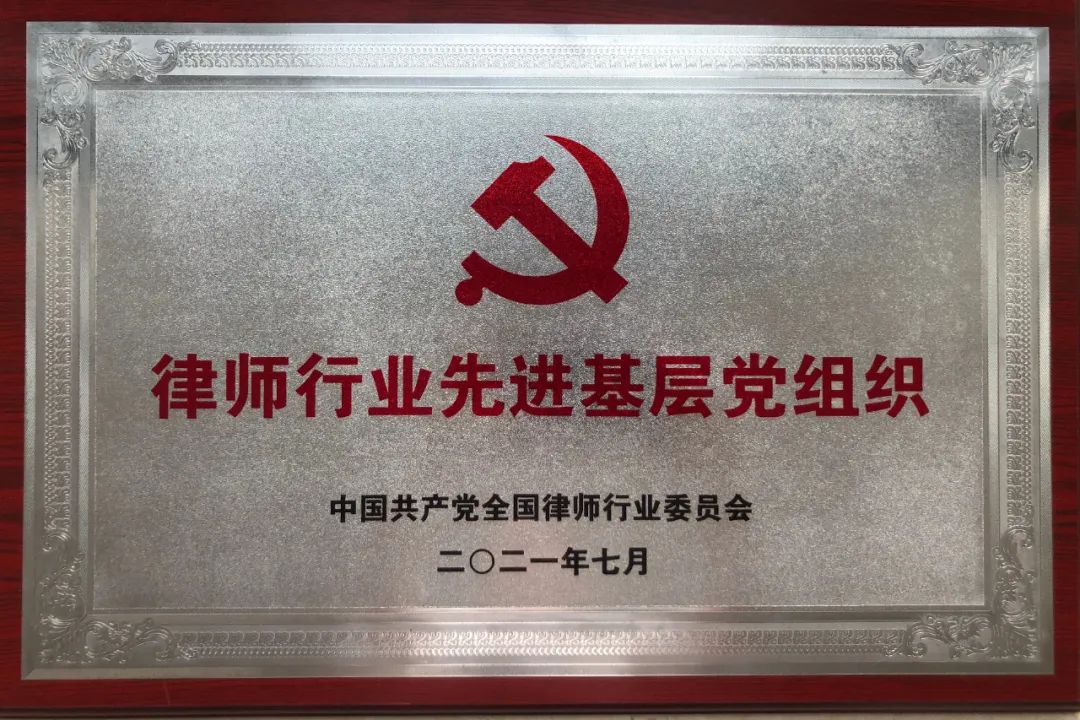 律师行业先进基层党组织
中国共产党全国律师行业委员会
二〇二一年七月